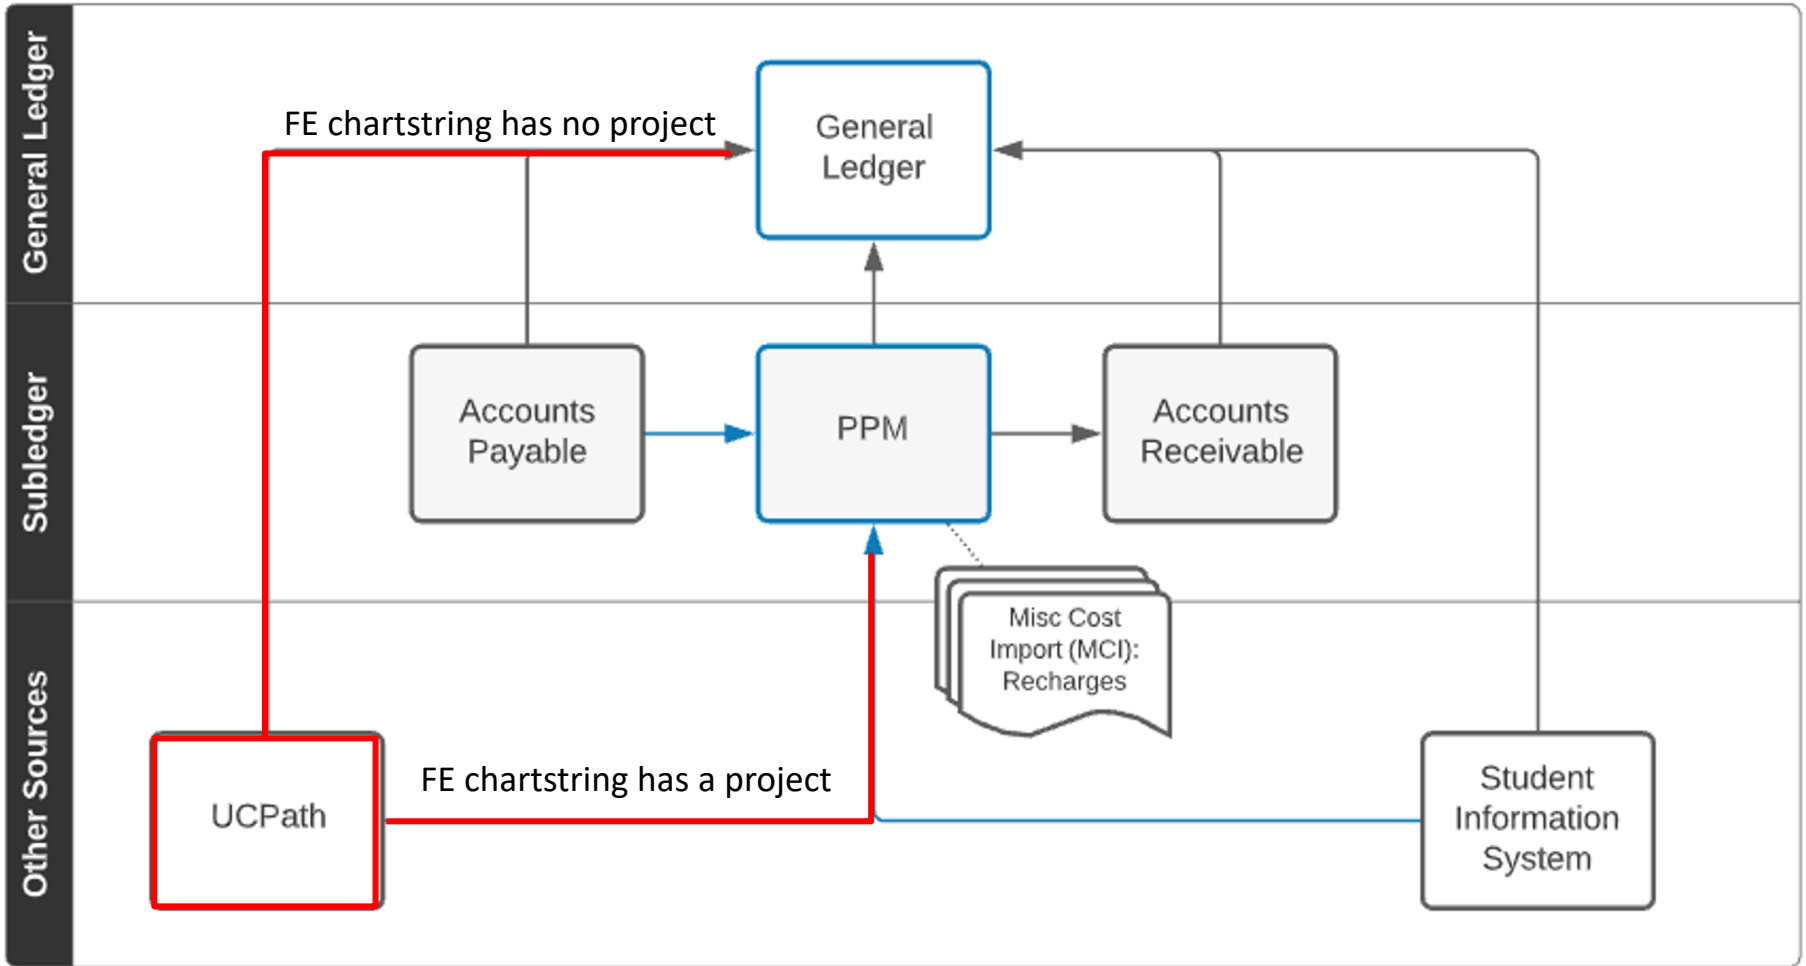 General Ledger
FE chartstring has no project
General
Ledger
Subledger
Accounts
Payable
PPM
Accounts
Receivable
Other Sources
Misc Cost
Import (MCI):
Recharges
UCPath
FE chartstring has a project
Student
Information
System